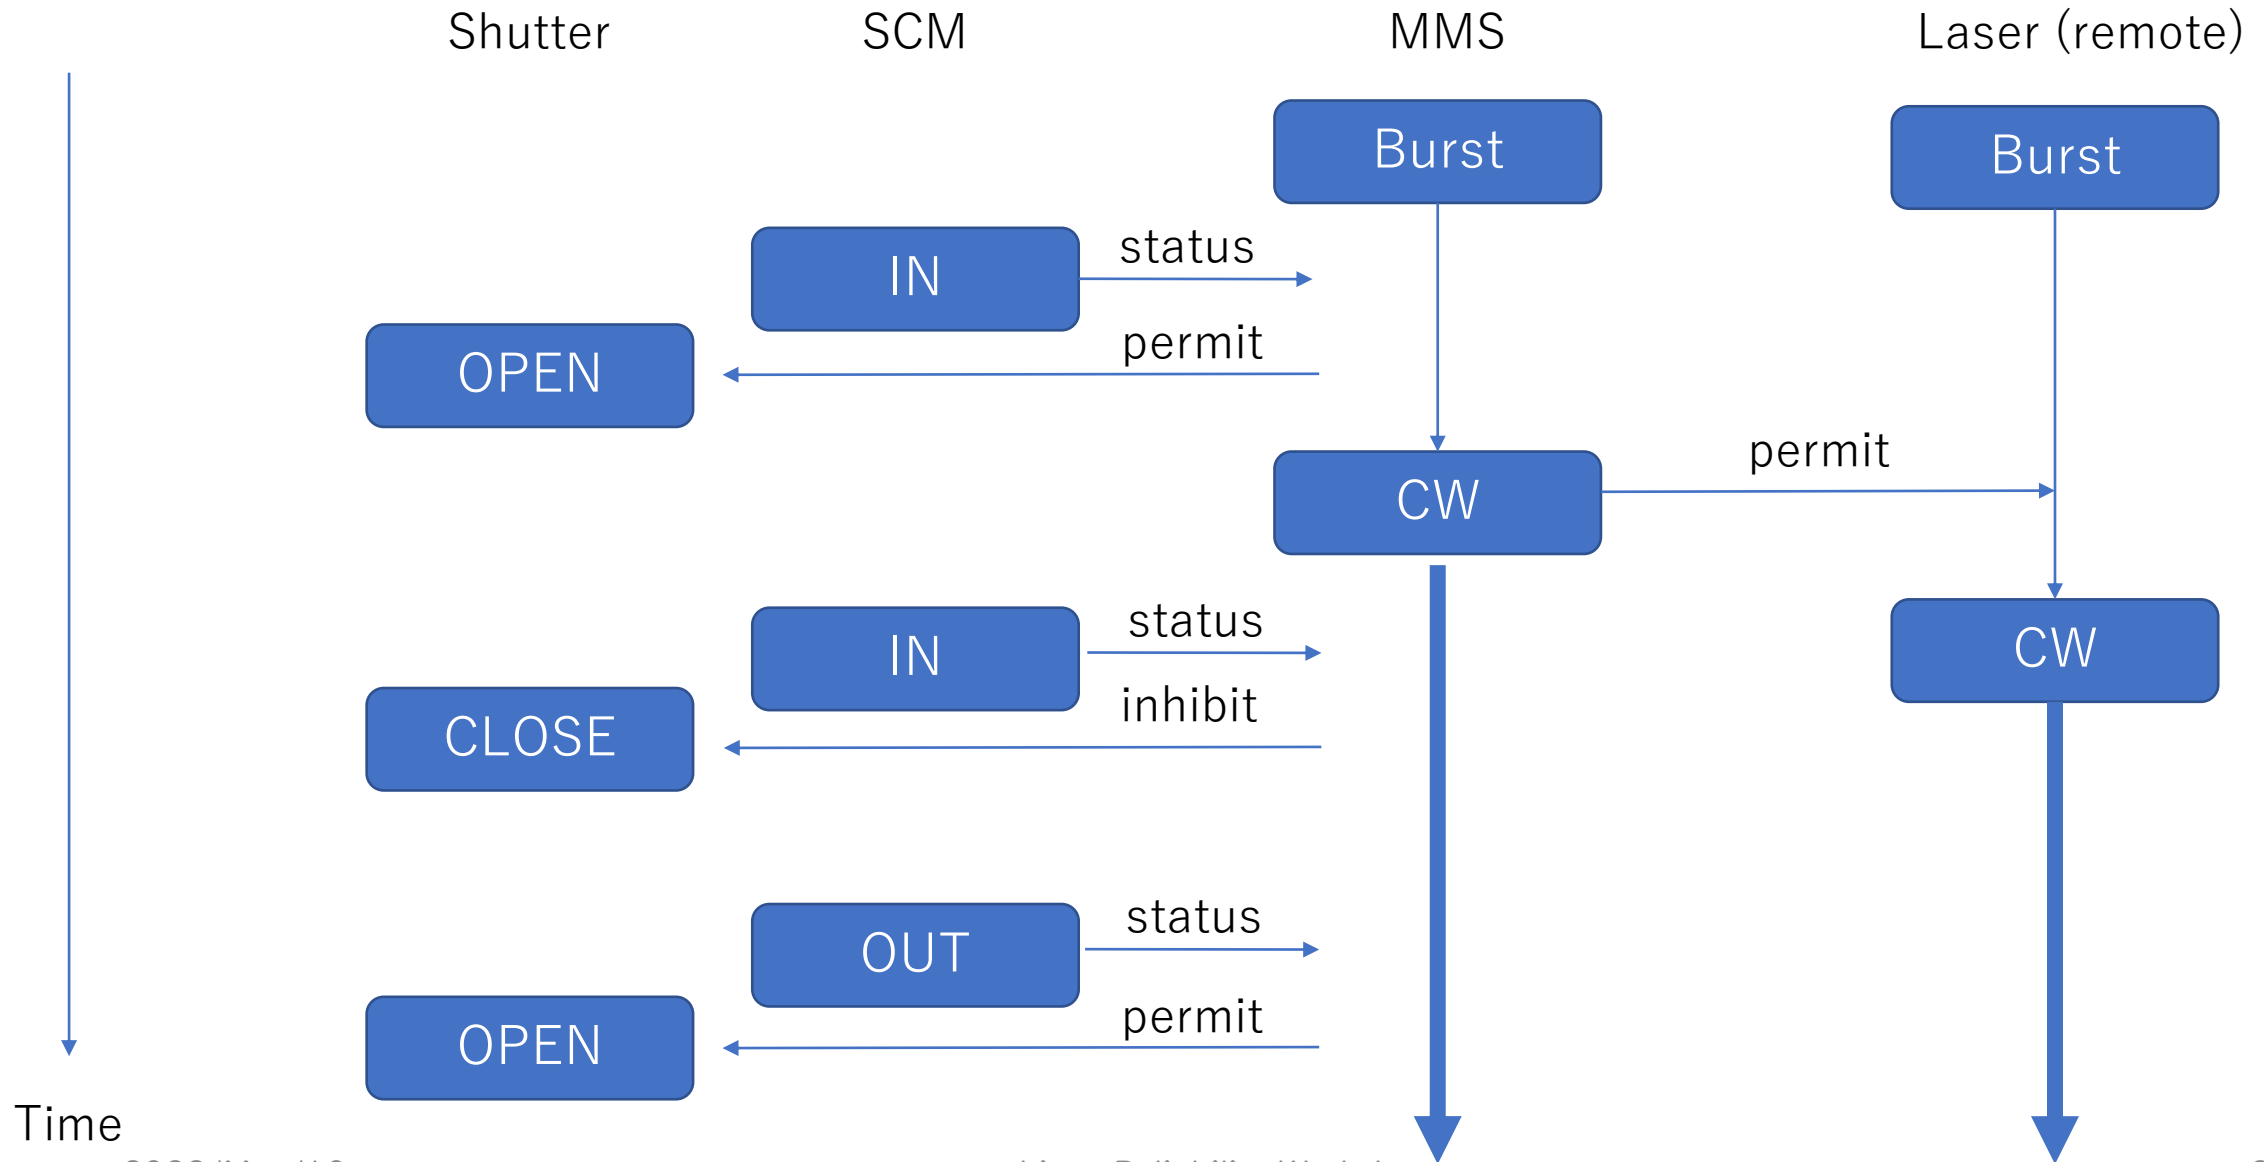 Shutter SCM MMS Laser (remote)
Burst Burst
IN status
OPEN permit
CW permit
IN status
CW
CLOSE inhibit
OUT status
OPEN permit
Time